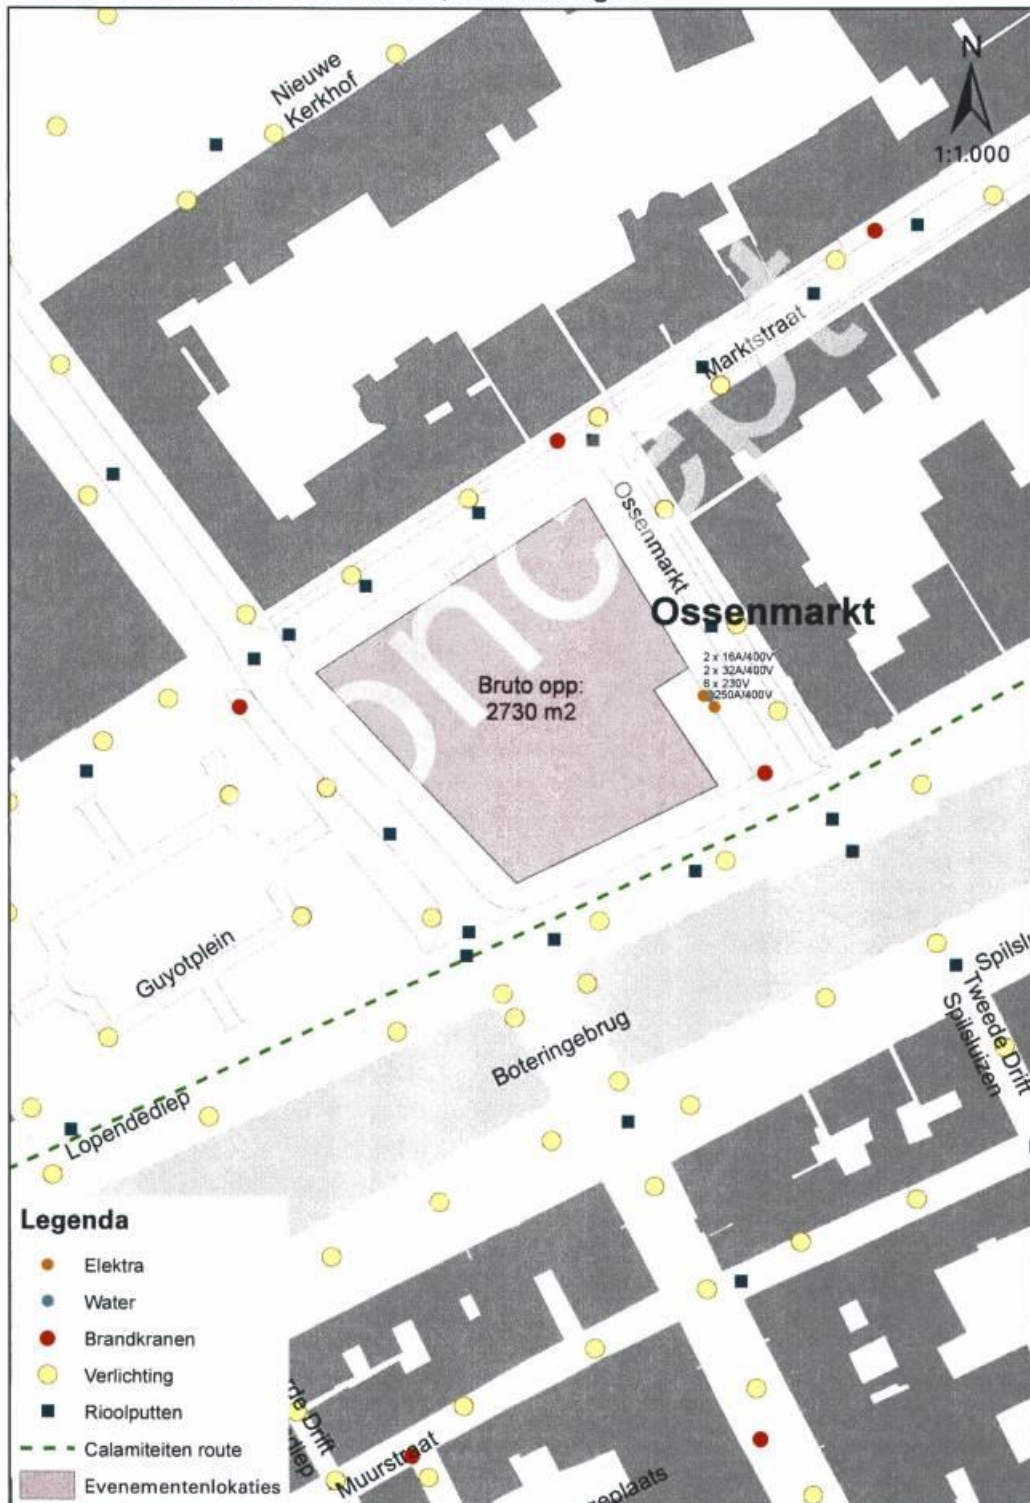 Nieuwe
Kerkhof
N
1:1.000
Marktstraat
Ossenmarkt
Ossenmarkt
2 x 16A/400V
2 x 32A/400V
6 x 230V
250A/400V
Bruto opp:
2730 m2
Guyotplein
Boteringebrug
Lopendediep
Tweede Drift
Spilsluizen
Muurstraat
Legenda
Elektra
Water
Brandkranen
Verlichting
Rioolputten
Calamiteiten route
Evenementenlokaties